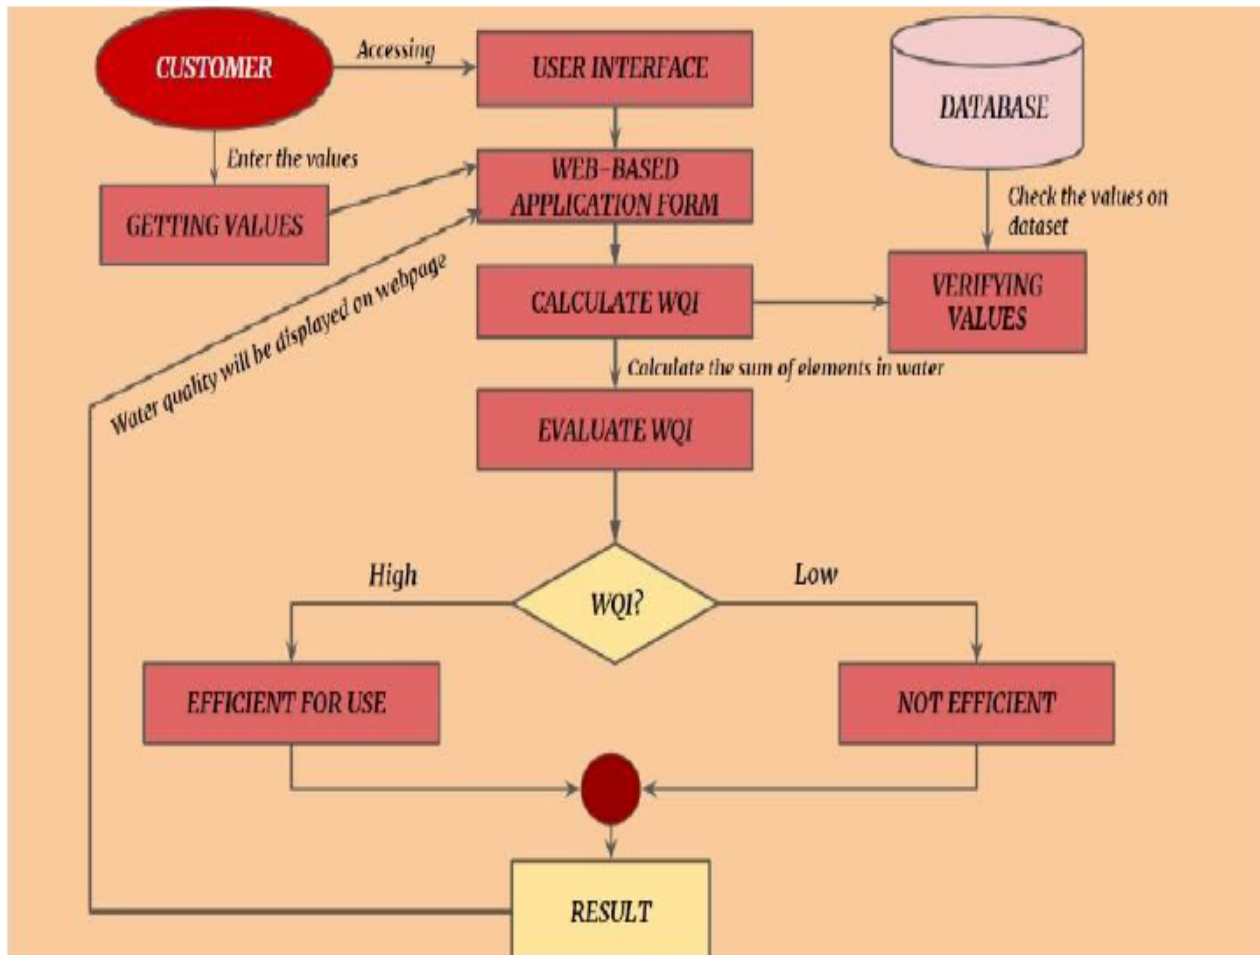 CUSTOMER
Accessing
USER INTERFACE
DATABASE
Enter the values
GETTING VALUES
WEB-BASED
APPLICATION FORM
Check the values on
dataset
CALCULATE WQI
VERIFYING
VALUES
Water quality will be displayed on webpage
Calculate the sum of elements in water
EVALUATE WQI
High
WQI?
Low
EFFICIENT FOR USE
NOT EFFICIENT
RESULT